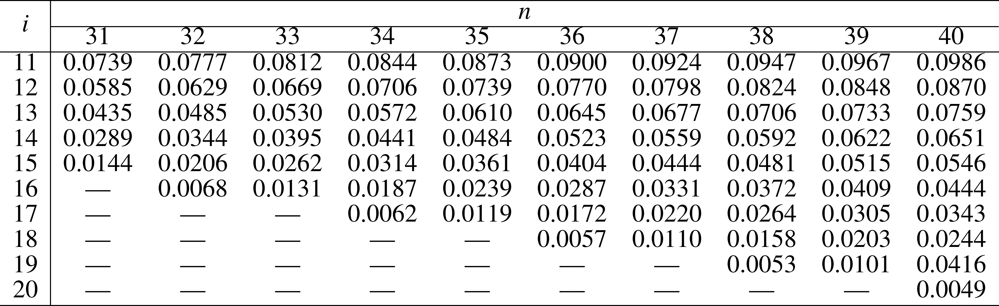 i n
31 32 33 34 35 36 37 38 39 40
11 0.0739 0.0777 0.0812 0.0844 0.0873 0.0900 0.0924 0.0947 0.0967 0.0986
12 0.0585 0.0629 0.0669 0.0706 0.0739 0.0770 0.0798 0.0824 0.0848 0.0870
13 0.0435 0.0485 0.0530 0.0572 0.0610 0.0645 0.0677 0.0706 0.0733 0.0759
14 0.0289 0.0344 0.0395 0.0441 0.0484 0.0523 0.0559 0.0592 0.0622 0.0651
15 0.0144 0.0206 0.0262 0.0314 0.0361 0.0404 0.0444 0.0481 0.0515 0.0546
16 — 0.0068 0.0131 0.0187 0.0239 0.0287 0.0331 0.0372 0.0409 0.0444
17 — — — 0.0062 0.0119 0.0172 0.0220 0.0264 0.0305 0.0343
18 — — — — — 0.0057 0.0110 0.0158 0.0203 0.0244
19 — — — — — — — 0.0053 0.0101 0.0416
20 — — — — — — — — — 0.0049